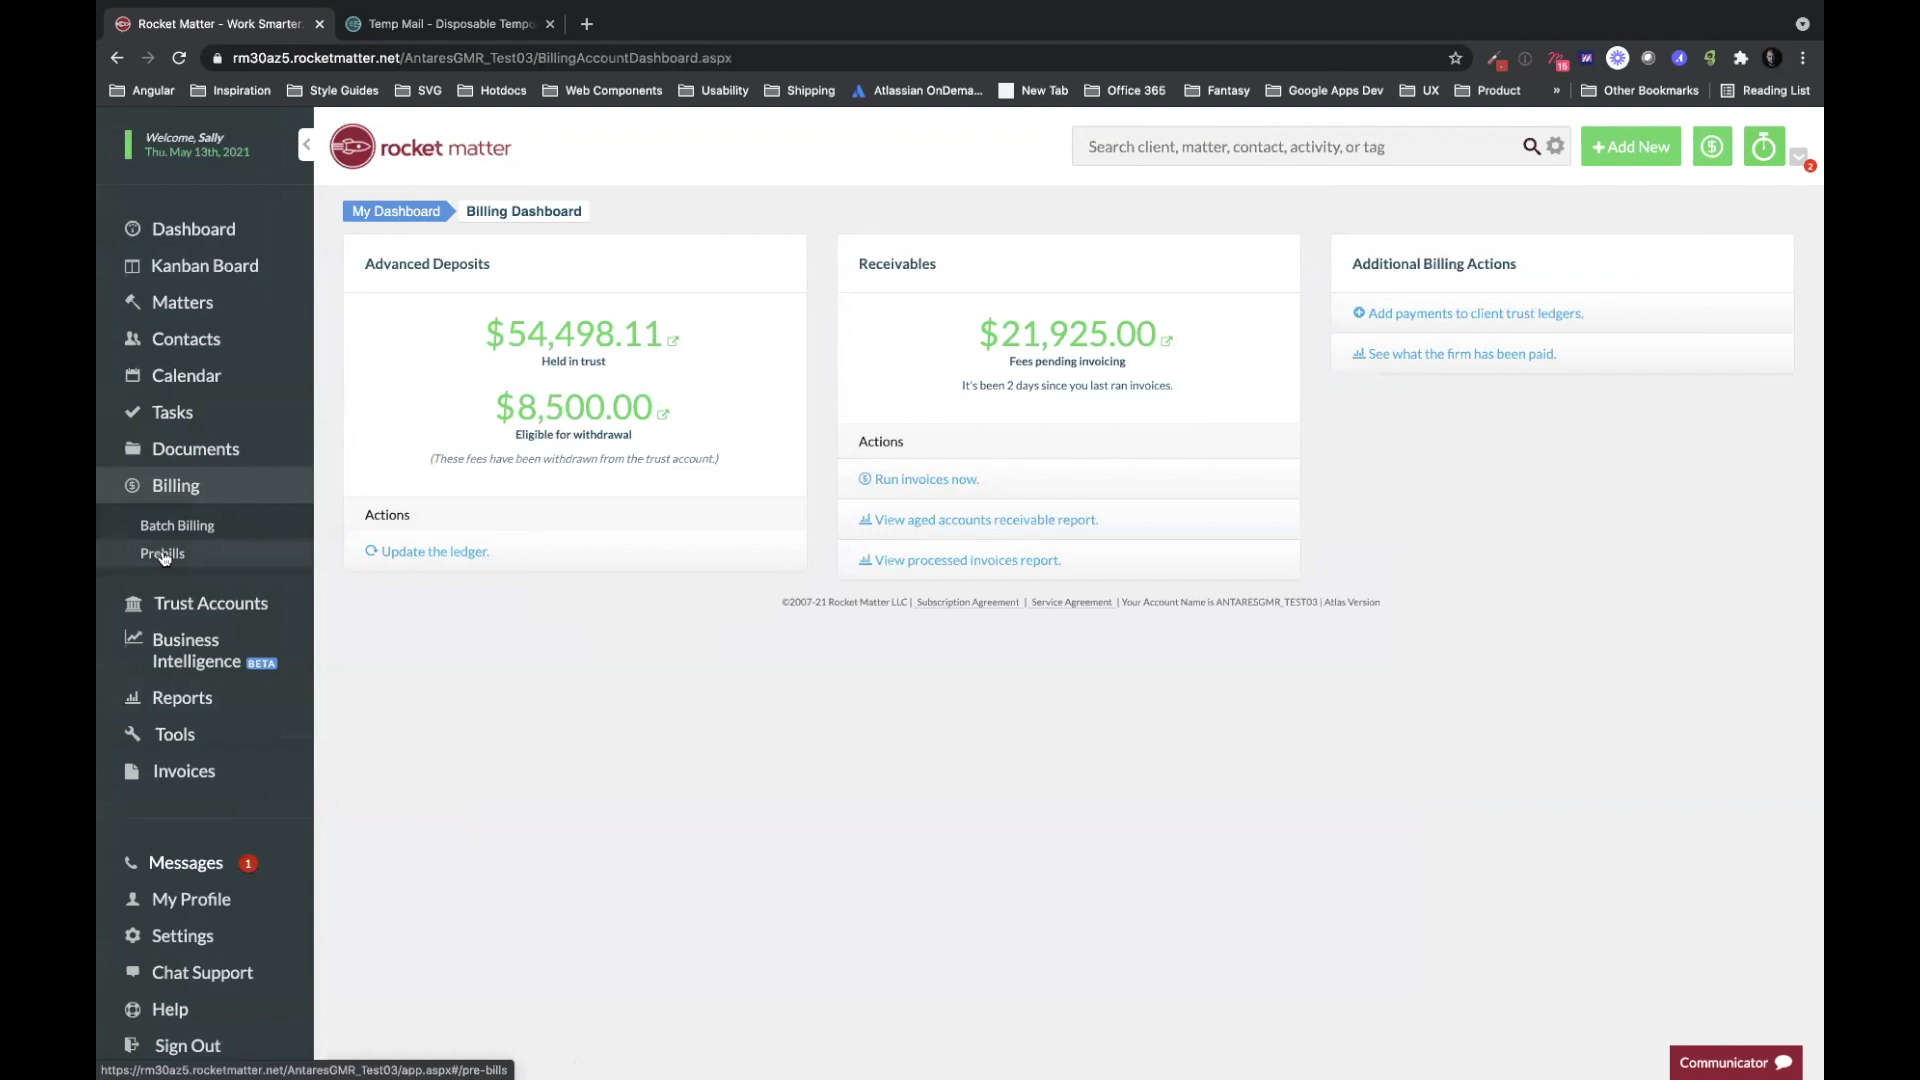 Rocket Matter - Work Smarter.
Temp Mail - Disposable Tempo
rm30az5.rocketmatter.net/AntaresGMR_Test03/BillingAccountDashboard.aspx
15
Angular
Inspiration
Style Guides
SVG
Hotdocs
Web Components
Usability
Shipping
Atlassian OnDema...
New Tab
Office 365
Fantasy
Google Apps Dev
UX
Product
»
Other Bookmarks
Reading List
Welcome, Sally
Thu. May 13th, 2021
rocket matter
Search client, matter, contact, activity, or tag
+Add New
2
Dashboard
Kanban Board
Matters
Contacts
Calendar
Tasks
Documents
Billing
Batch Billing
Prebills
Trust Accounts
Business
Intelligence BETA
Reports
Tools
Invoices
Messages 1
My Profile
Settings
Chat Support
Help
Sign Out
My Dashboard
Billing Dashboard
Advanced Deposits
$54,498.11
Held in trust
$8,500.00
Eligible for withdrawal
(These fees have been withdrawn from the trust account.)
Actions
Update the ledger.
Receivables
$21,925.00
Fees pending invoicing
It's been 2 days since you last ran invoices.
Actions
Run invoices now.
View aged accounts receivable report.
View processed invoices report.
Additional Billing Actions
Add payments to client trust ledgers.
See what the firm has been paid.
©2007-21 Rocket Matter LLC | Subscription Agreement | Service Agreement | Your Account Name is ANTARESGMR_TEST03 | Atlas Version
Communicator
https://rm30az5.rocketmatter.net/AntaresGMR_Test03/app.aspx#/pre-bills